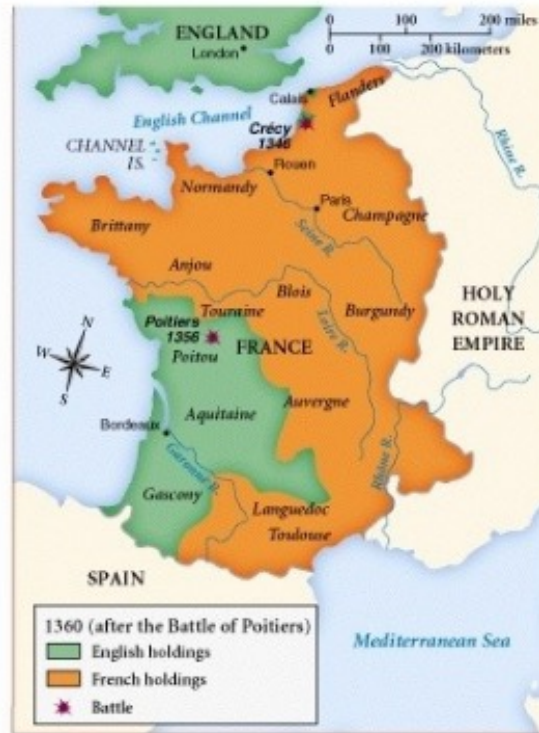 ENGLAND
London
0 100 200 miles
0 100 200 kilometers
Calais
Flanders
English Channel
Crécy
1346
CHANNEL
IS.
Rhine R.
Rouen
Normandy
Paris
Champagne
Brittany
Seine R.
Anjou
Blois
Touraine
Burgundy
HOLY
ROMAN
EMPIRE
Poitiers
1356
Loire R.
FRANCE
Poitou
N
W
E
S
Auvergne
Aquitaine
Bordeaux
Garonne R.
Rhône R.
Gascony
Languedoc
Toulouse
SPAIN
1360 (after the Battle of Poitiers)
English holdings
French holdings
Battle
Mediterranean Sea